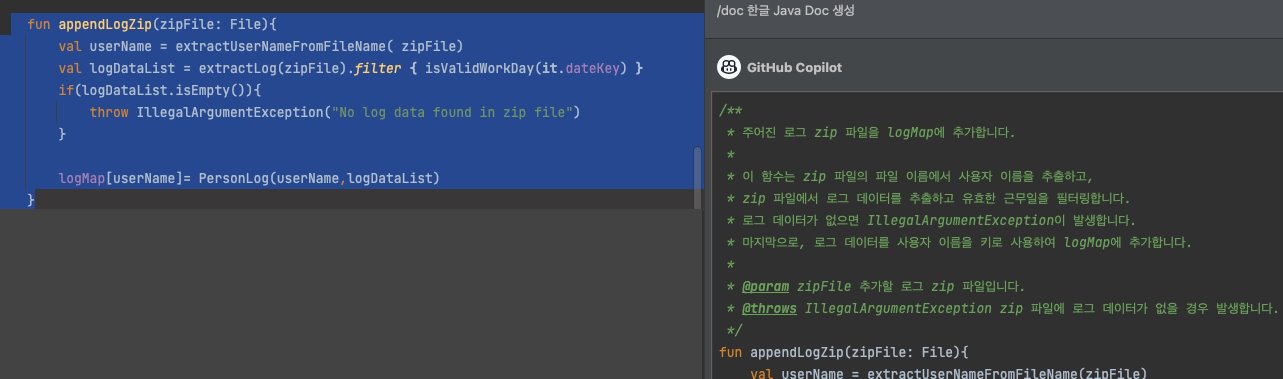 fun appendLogZip(zipFile: File){
val userName = extractUserNameFromFileName( zipFile)
val logDataList = extractLog(zipFile).filter { isValidWorkDay(it.dateKey) }
if(logDataList.isEmpty()){
throw IllegalArgumentException("No log data found in zip file")
}
logMap[userName]= PersonLog(userName,logDataList)
}
/doc 한글 Java Doc 생성
GitHub Copilot
/**
* 주어진 로그 zip 파일을 logMap에 추가합니다.
*
* 이 함수는 zip 파일의 파일 이름에서 사용자 이름을 추출하고,
* zip 파일에서 로그 데이터를 추출하고 유효한 근무일을 필터링합니다.
* 로그 데이터가 없으면 IllegalArgumentException이 발생합니다.
* 마지막으로, 로그 데이터를 사용자 이름을 키로 사용하여 logMap에 추가합니다.
*
* @param zipFile 추가할 로그 zip 파일입니다.
* @throws IllegalArgumentException zip 파일에 로그 데이터가 없을 경우 발생합니다.
*/
fun appendLogZip(zipFile: File){
val userName = extractUserNameFromFileName(zipFile)